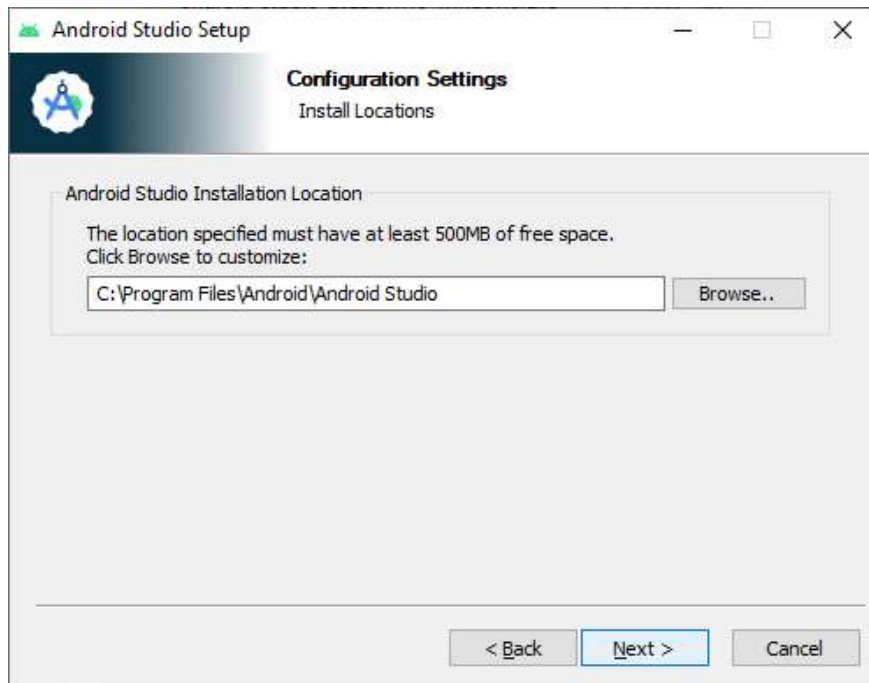 Android Studio Setup
Configuration Settings
Install Locations
Android Studio Installation Location
The location specified must have at least 500MB of free space.
Click Browse to customize:
C:\Program Files\Android\Android Studio
Browse..
< Back
Next >
Cancel